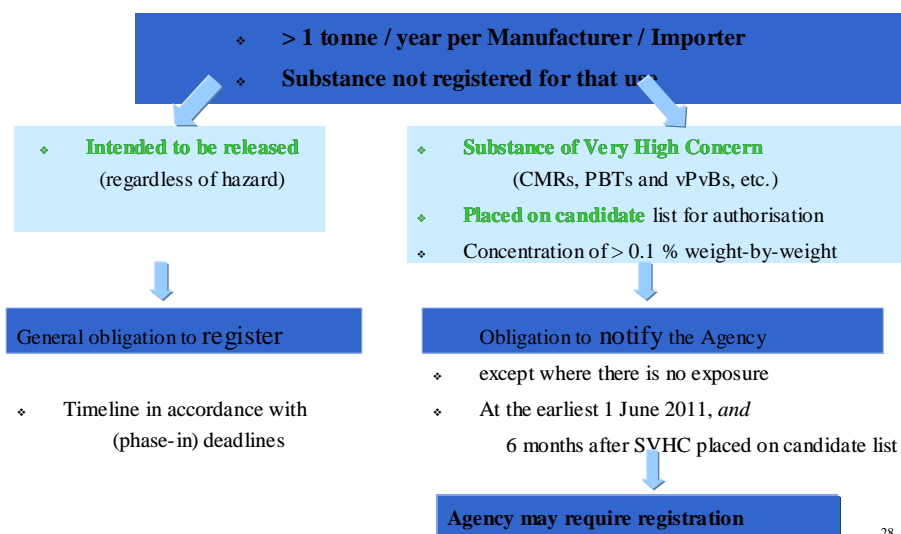 ❖ > 1 tonne / year per Manufacturer / Importer
❖ Substance not registered for that use
❖ Intended to be released
(regardless of hazard)
❖ Substance of Very High Concern
(CMRs, PBTs and vPvBs, etc.)
❖ Placed on candidate list for authorisation
❖ Concentration of > 0.1 % weight-by-weight
General obligation to register
❖ Timeline in accordance with
(phase-in) deadlines
Obligation to notify the Agency
❖ except where there is no exposure
❖ At the earliest 1 June 2011, and
6 months after SVHC placed on candidate list
Agency may require registration
28